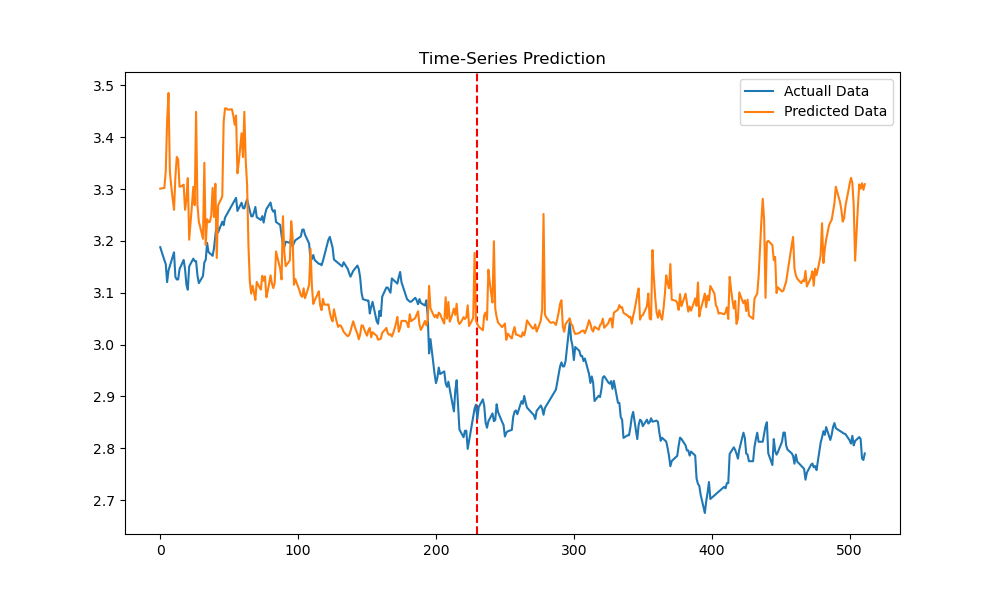 Time-Series Prediction
Actuall Data
Predicted Data
3.5
3.4
3.3
3.2
3.1
3.0
2.9
2.8
2.7
0 100 200 300 400 500